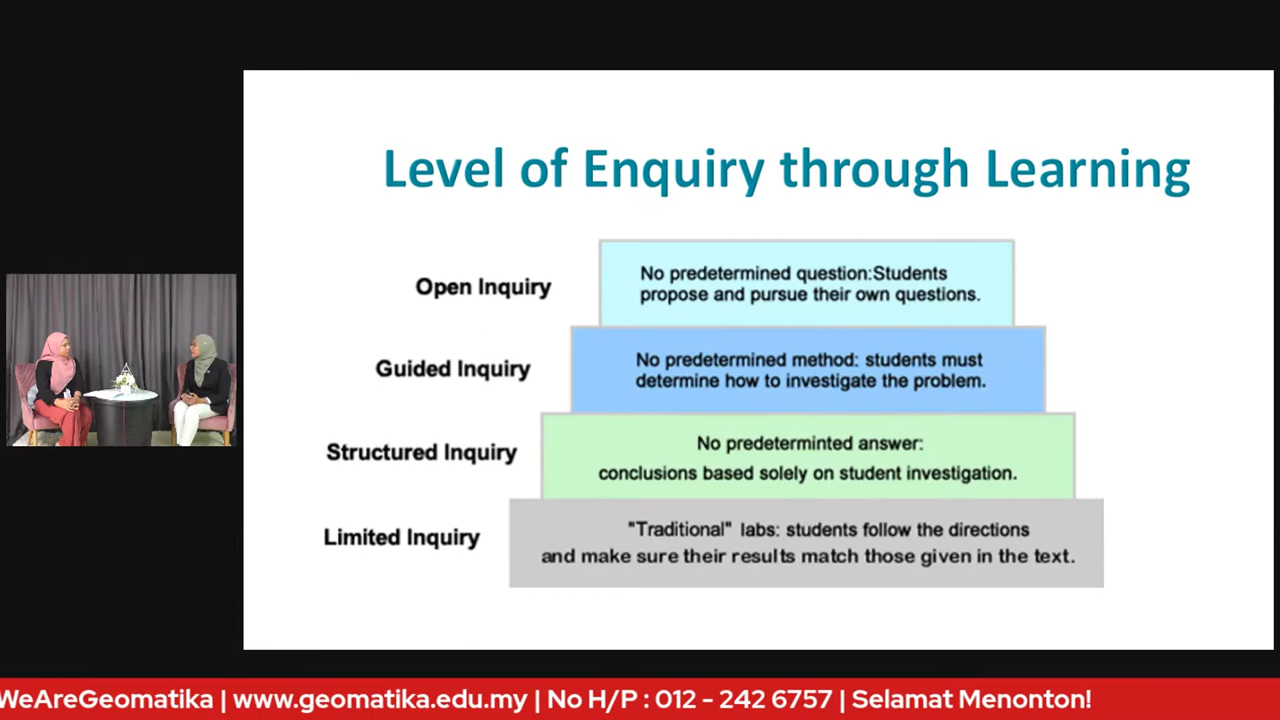 Level of Enquiry through Learning
Open Inquiry
No predetermined question:Students
propose and pursue their own questions.
Guided Inquiry
No predetermined method: students must
determine how to investigate the problem.
Structured Inquiry
No predeterminted answer:
conclusions based solely on student investigation.
Limited Inquiry
"Traditional" labs: students follow the directions
and make sure their results match those given in the text.
WeAreGeomatika | www.geomatika.edu.my | No H/P : 012 - 242 6757 | Selamat Menonton!